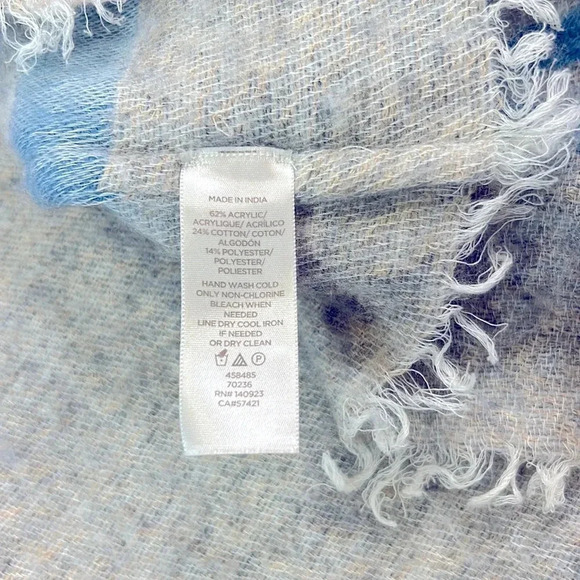 MADE IN INDIA
62% ACRYLIC/
ACRYLIQUE/ ACRÍLICO
24% COTTON/ COTON/
ALGODÓN
14% POLYESTER/
POLYESTER/
POLIESTER
HAND WASH COLD
ONLY NON-CHLORINE
BLEACH WHEN
NEEDED
LINE DRY COOL IRON
IF NEEDED
OR DRY CLEAN
P
458485
70236
RN# 140923
CA#57421